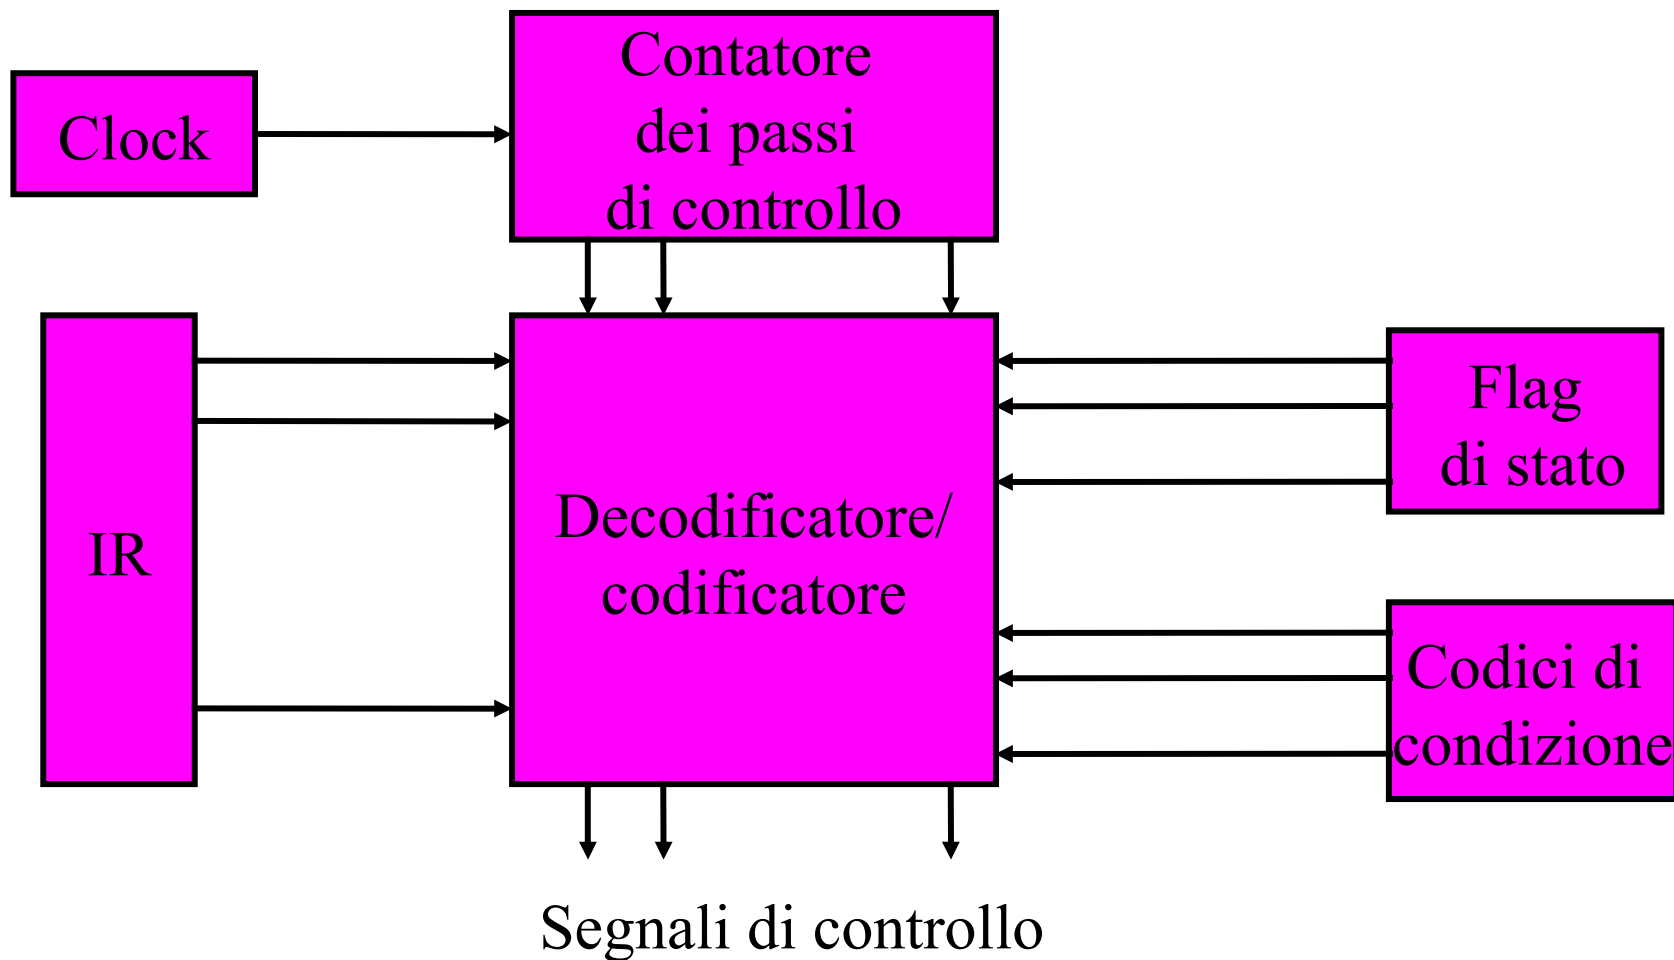 Contatore
dei passi
di controllo
Clock
IR
Decodificatore/
codificatore
Flag
di stato
Codici di
condizione
Segnali di controllo